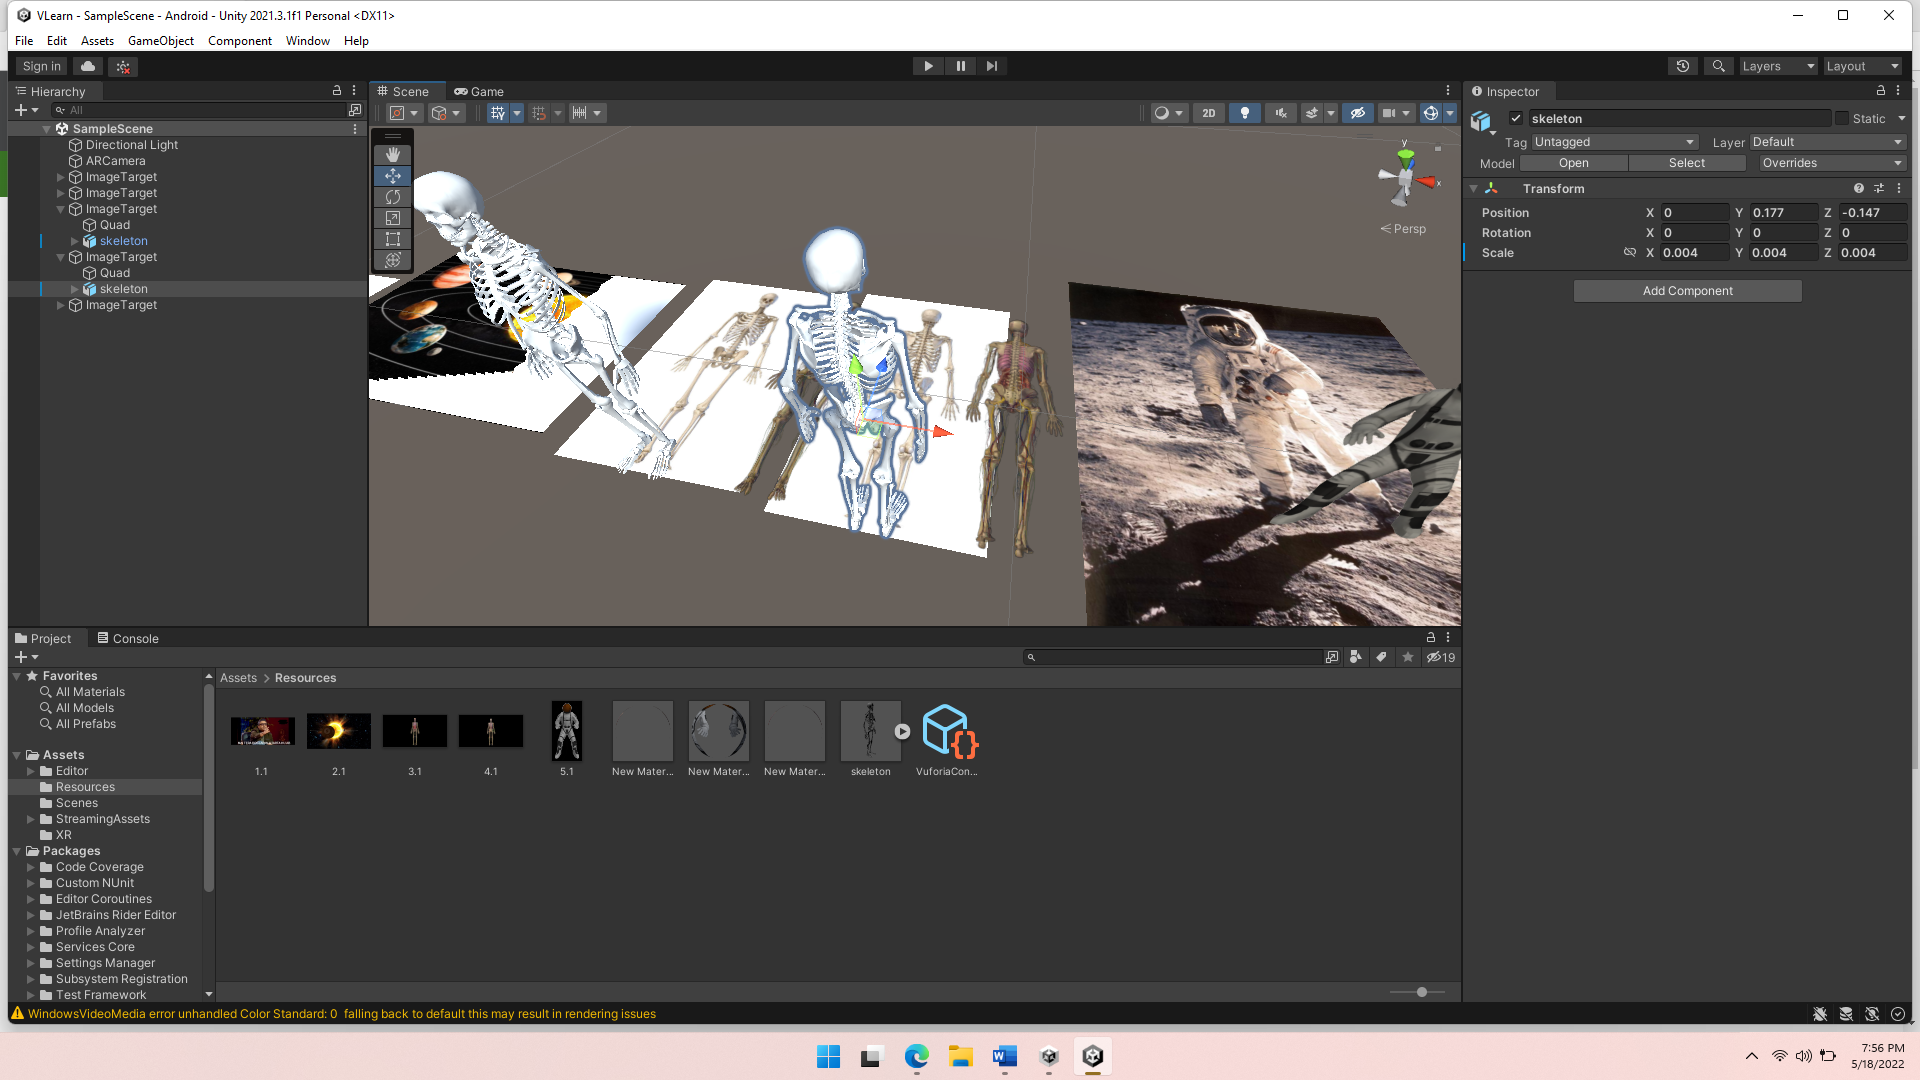 VLearn - SampleScene - Android - Unity 2021.3.1f1 Personal <DX11>
File Edit Assets GameObject Component Window Help
Sign in
Layers Layout
Hierarchy
All
SampleScene
Directional Light
ARCamera
ImageTarget
ImageTarget
ImageTarget
Quad
skeleton
ImageTarget
Quad
skeleton
ImageTarget
Scene Game
2D
y
x
Persp
Inspector
skeleton Static
Tag Untagged Layer Default
Model Open Select Overrides
Transform
Position X 0 Y 0.177 Z -0.147
Rotation X 0 Y 0 Z 0
Scale X 0.004 Y 0.004 Z 0.004
Add Component
Project Console
19
Favorites
All Materials
All Models
All Prefabs
Assets
Editor
Resources
Scenes
StreamingAssets
XR
Packages
Code Coverage
Custom NUnit
Editor Coroutines
JetBrains Rider Editor
Profile Analyzer
Services Core
Settings Manager
Subsystem Registration
Test Framework
Assets > Resources
1.1 2.1 3.1 4.1 5.1 New Mater... New Mater... New Mater... skeleton VuforiaCon...
WindowsVideoMedia error unhandled Color Standard: 0 falling back to default this may result in rendering issues
7:56 PM
5/18/2022